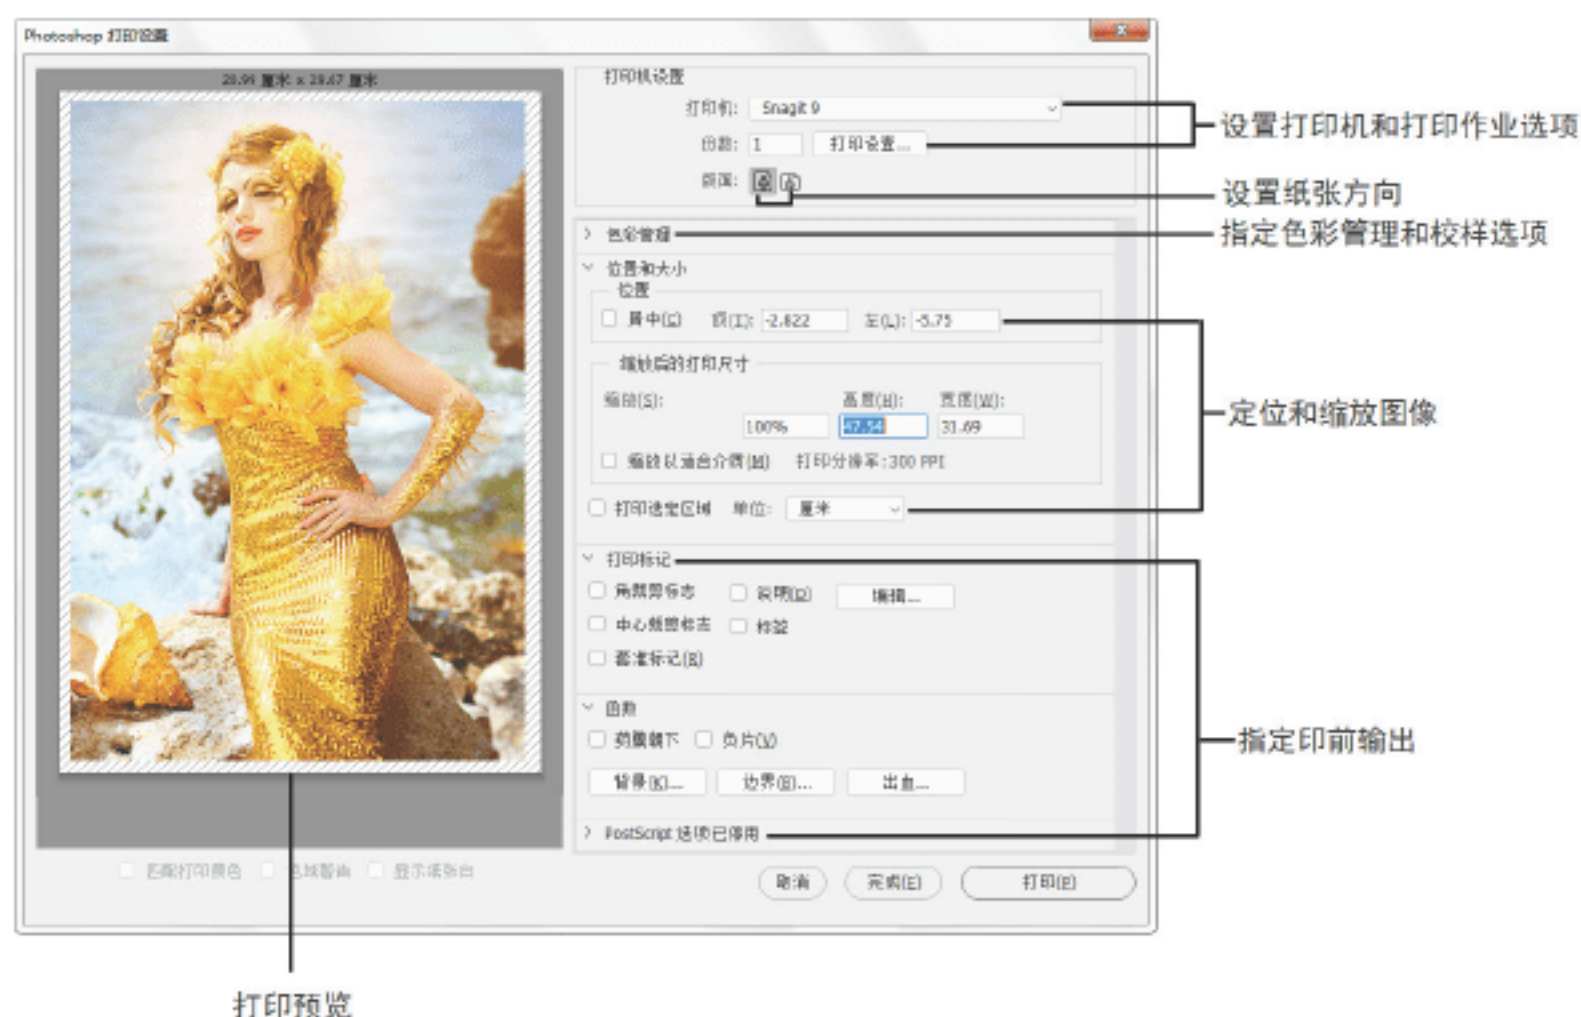 Photoshop 打印设置
打印机设置
打印机: Snagit 9
份数: 1 打印设置...
版面:
色彩管理
位置和大小
位置
居中(C) 顶(T): -2.822 左(L): -5.75
缩放后的打印尺寸
缩放(S): 高度(H): 宽度(W):
100% 47.54 31.69
缩放以适合介质(M) 打印分辨率:300 PPI
打印选定区域 单位: 厘米
打印标记
角裁剪标志 说明(D) 编辑...
中心裁剪标志 标签
套准标记(R)
函数
药膜朝下 负片(V)
背景(K)... 边界(B)... 出血...
PostScript 选项已停用
匹配打印颜色 色域警告 显示纸张白
取消 完成(E) 打印(P)
设置打印机和打印作业选项
设置纸张方向
指定色彩管理和校样选项
定位和缩放图像
指定印前输出
打印预览